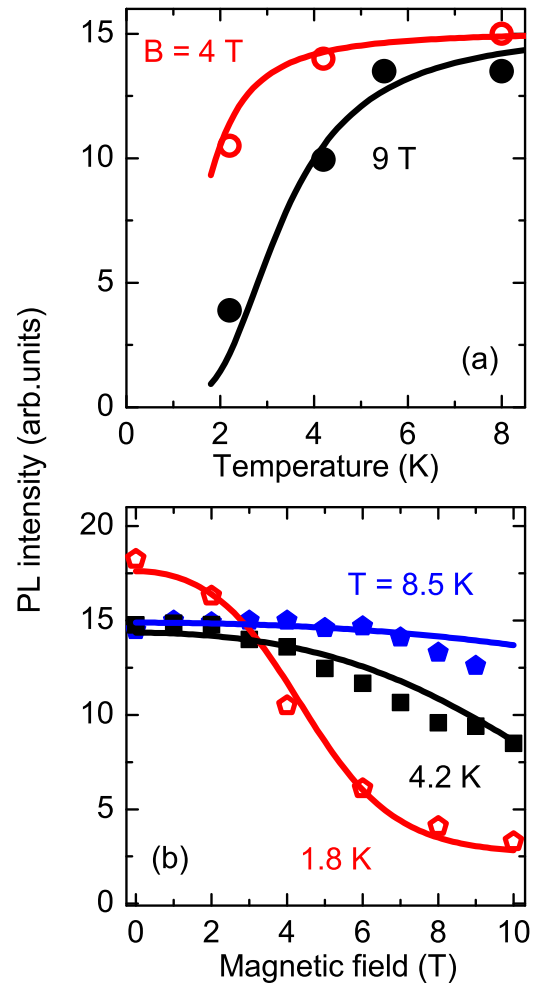 PL intensity (arb.units)
15
10
5
0
B = 4 T
9 T
(a)
0 2 4 6 8
Temperature (K)
20
15
10
5
0
T = 8.5 K
4.2 K
1.8 K
(b)
0 2 4 6 8 10
Magnetic field (T)